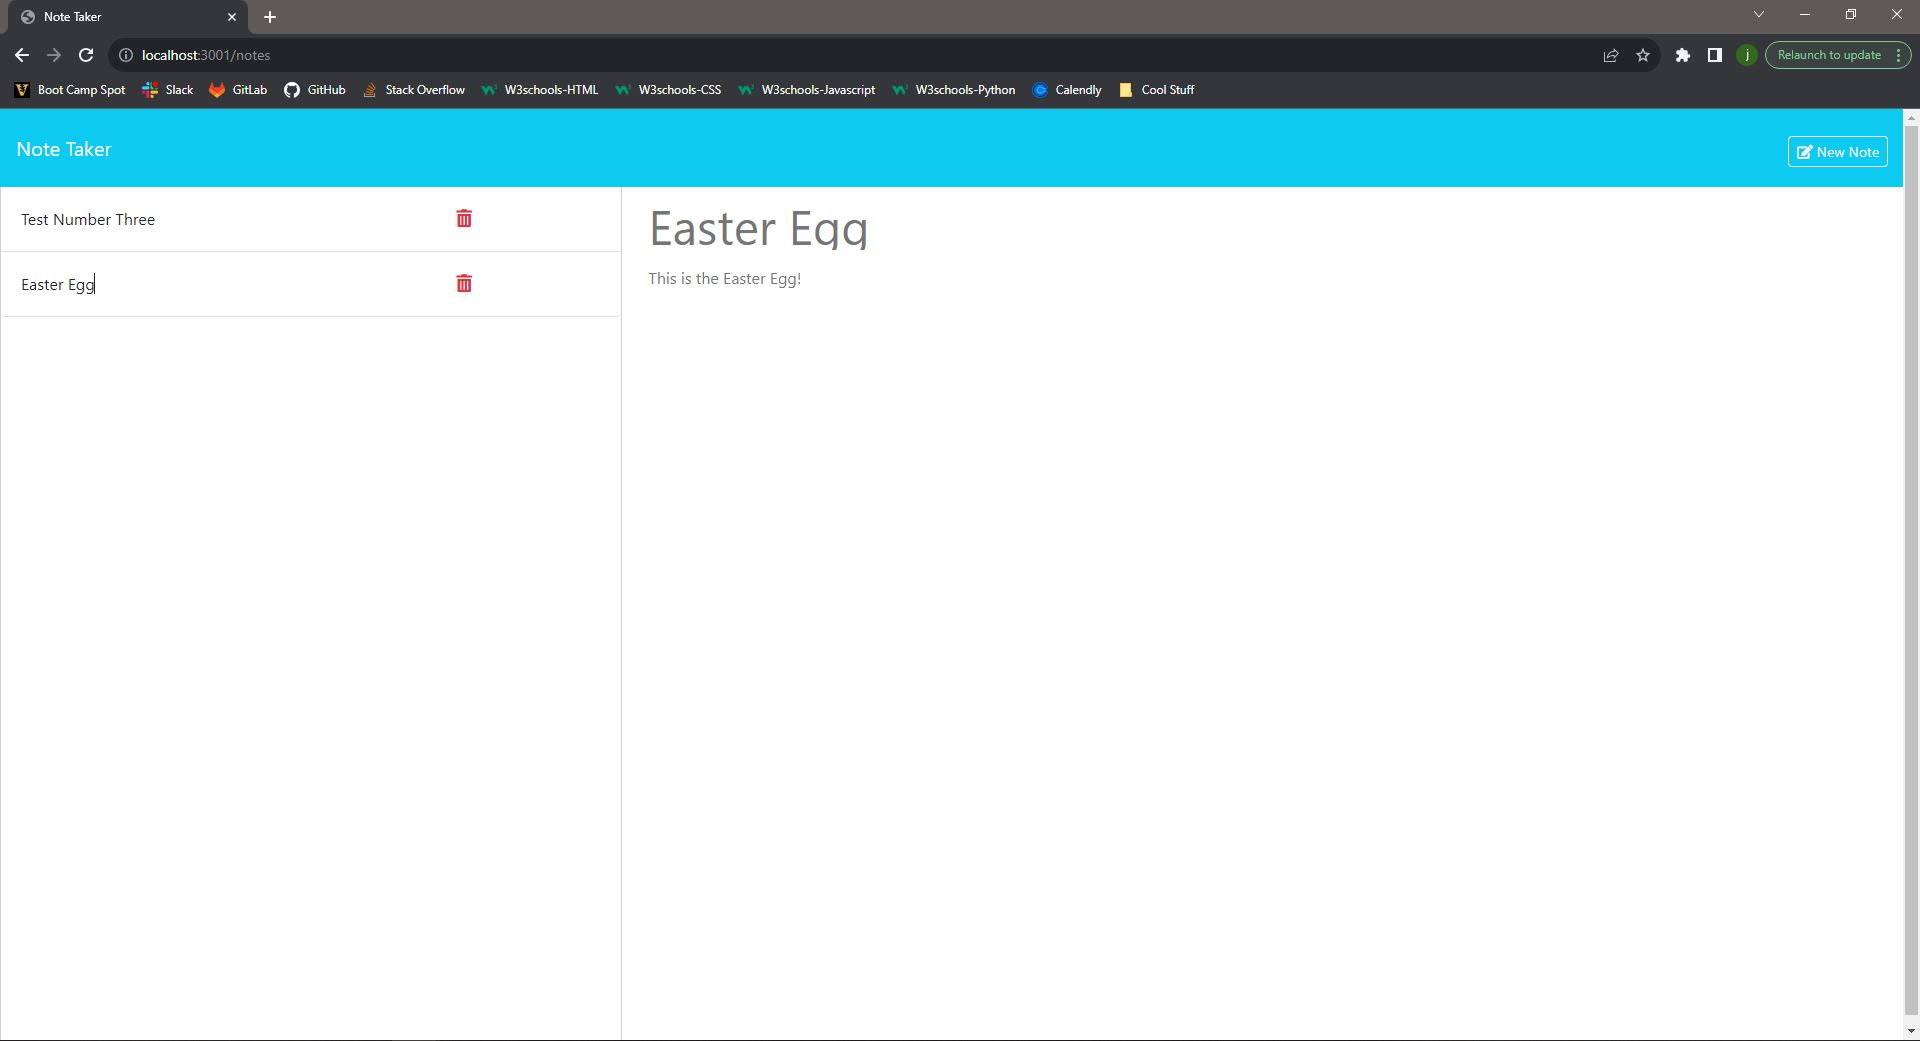 Note Taker
localhost:3001/notes
j
Relaunch to update
Boot Camp Spot Slack GitLab GitHub Stack Overflow W3schools-HTML W3schools-CSS W3schools-Javascript W3schools-Python Calendly Cool Stuff
Note Taker
New Note
Test Number Three
Easter Egg
Easter Egg
This is the Easter Egg!